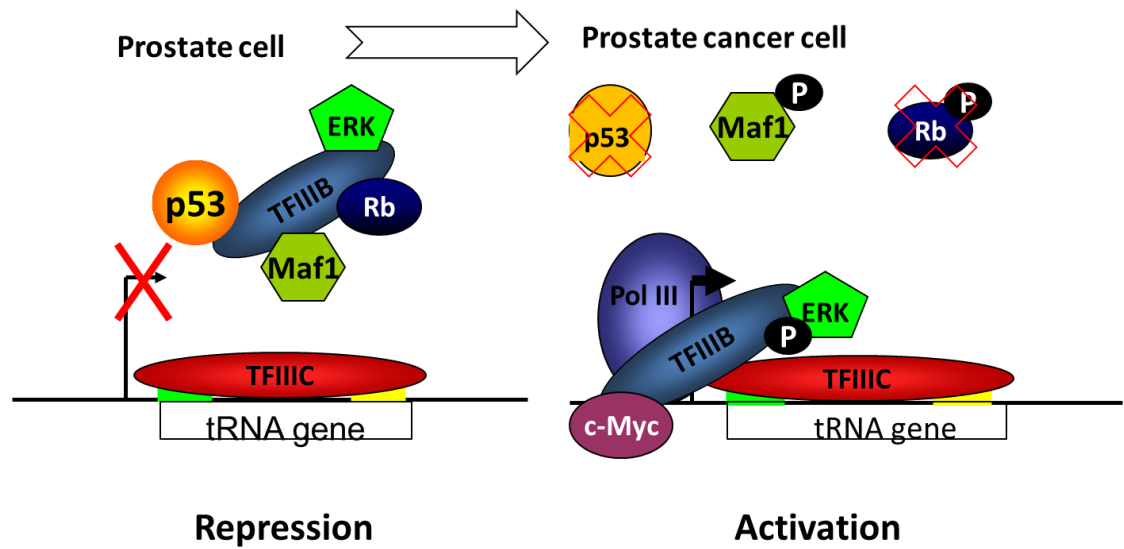 Prostate cell
Prostate cancer cell
ERK
p53
TFIIIB
Rb
Maf1
TFIIIC
tRNA gene
Repression
p53
Maf1
P
Rb
P
Pol III
TFIIIB
ERK
P
TFIIIC
c-Myc
tRNA gene
Activation